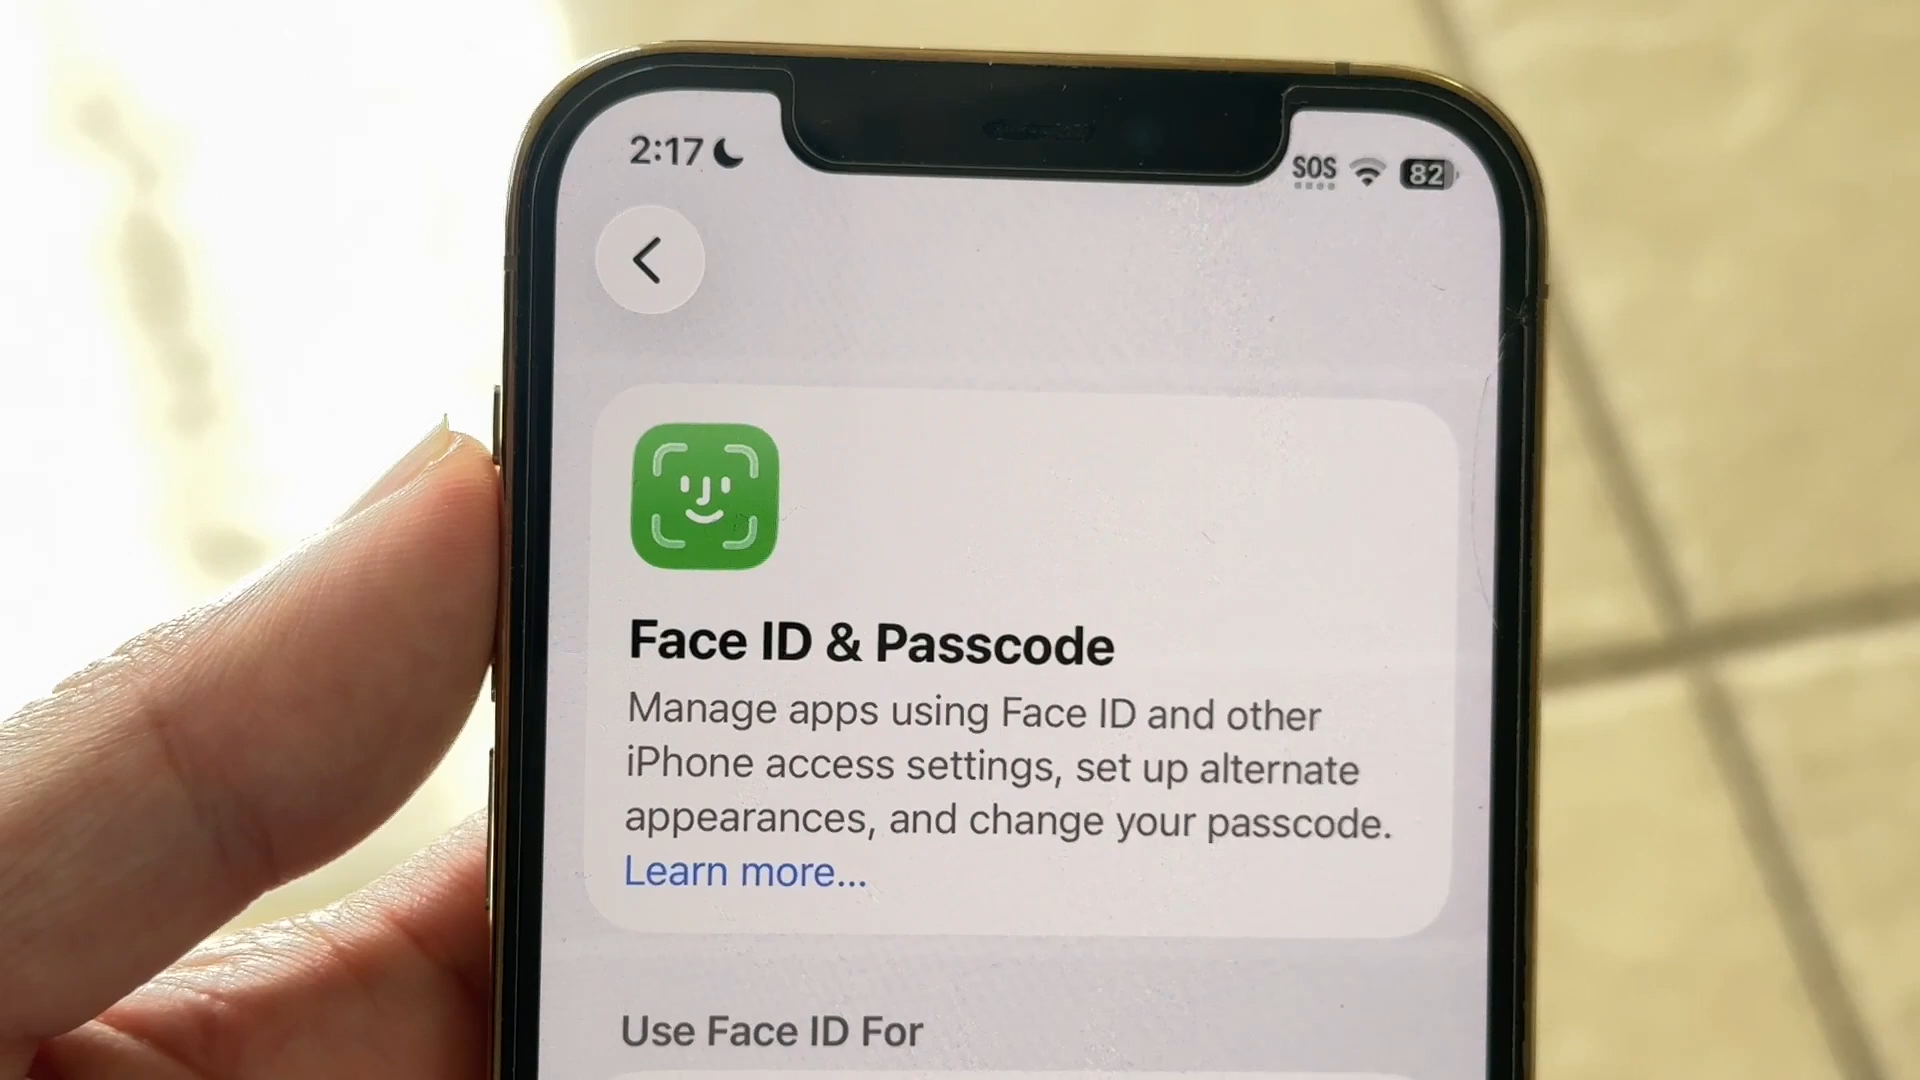 2:17
SOS 82
Face ID & Passcode
Manage apps using Face ID and other
iPhone access settings, set up alternate
appearances, and change your passcode.
Learn more...
Use Face ID For